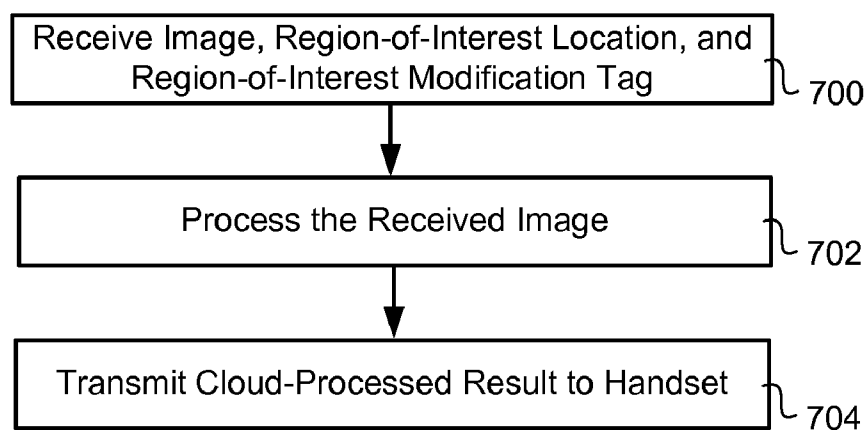 Receive Image, Region-of-Interest Location, and
Region-of-Interest Modification Tag
700
Process the Received Image
702
Transmit Cloud-Processed Result to Handset
704